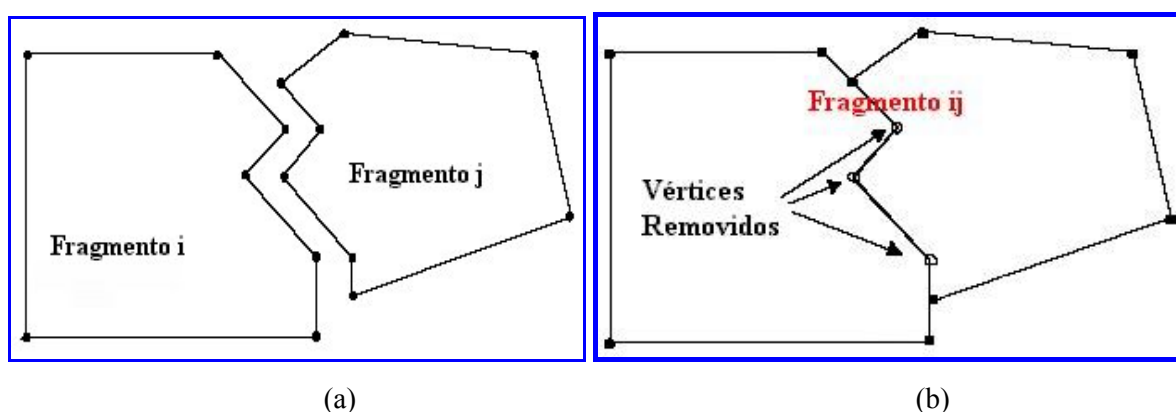 Fragmento i
Fragmento j
(a)
Fragmento ij
Vértices
Removidos
(b)